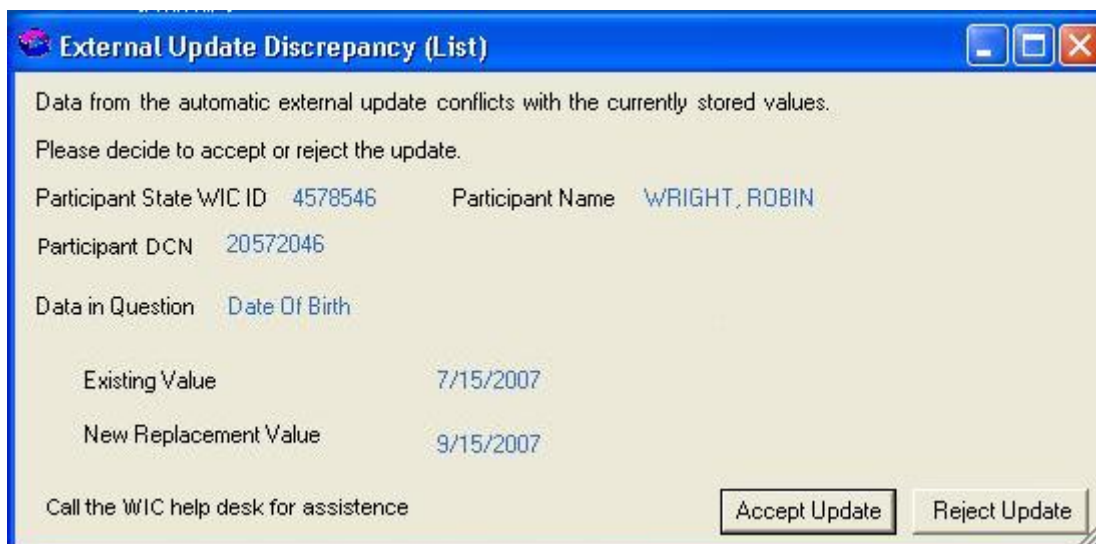 External Update Discrepancy (List)
Data from the automatic external update conflicts with the currently stored values.
Please decide to accept or reject the update.
Participant State WIC ID 4578546 Participant Name WRIGHT, ROBIN
Participant DCN 20572046
Data in Question Date Of Birth
Existing Value 7/15/2007
New Replacement Value 9/15/2007
Call the WIC help desk for assistence Accept Update Reject Update